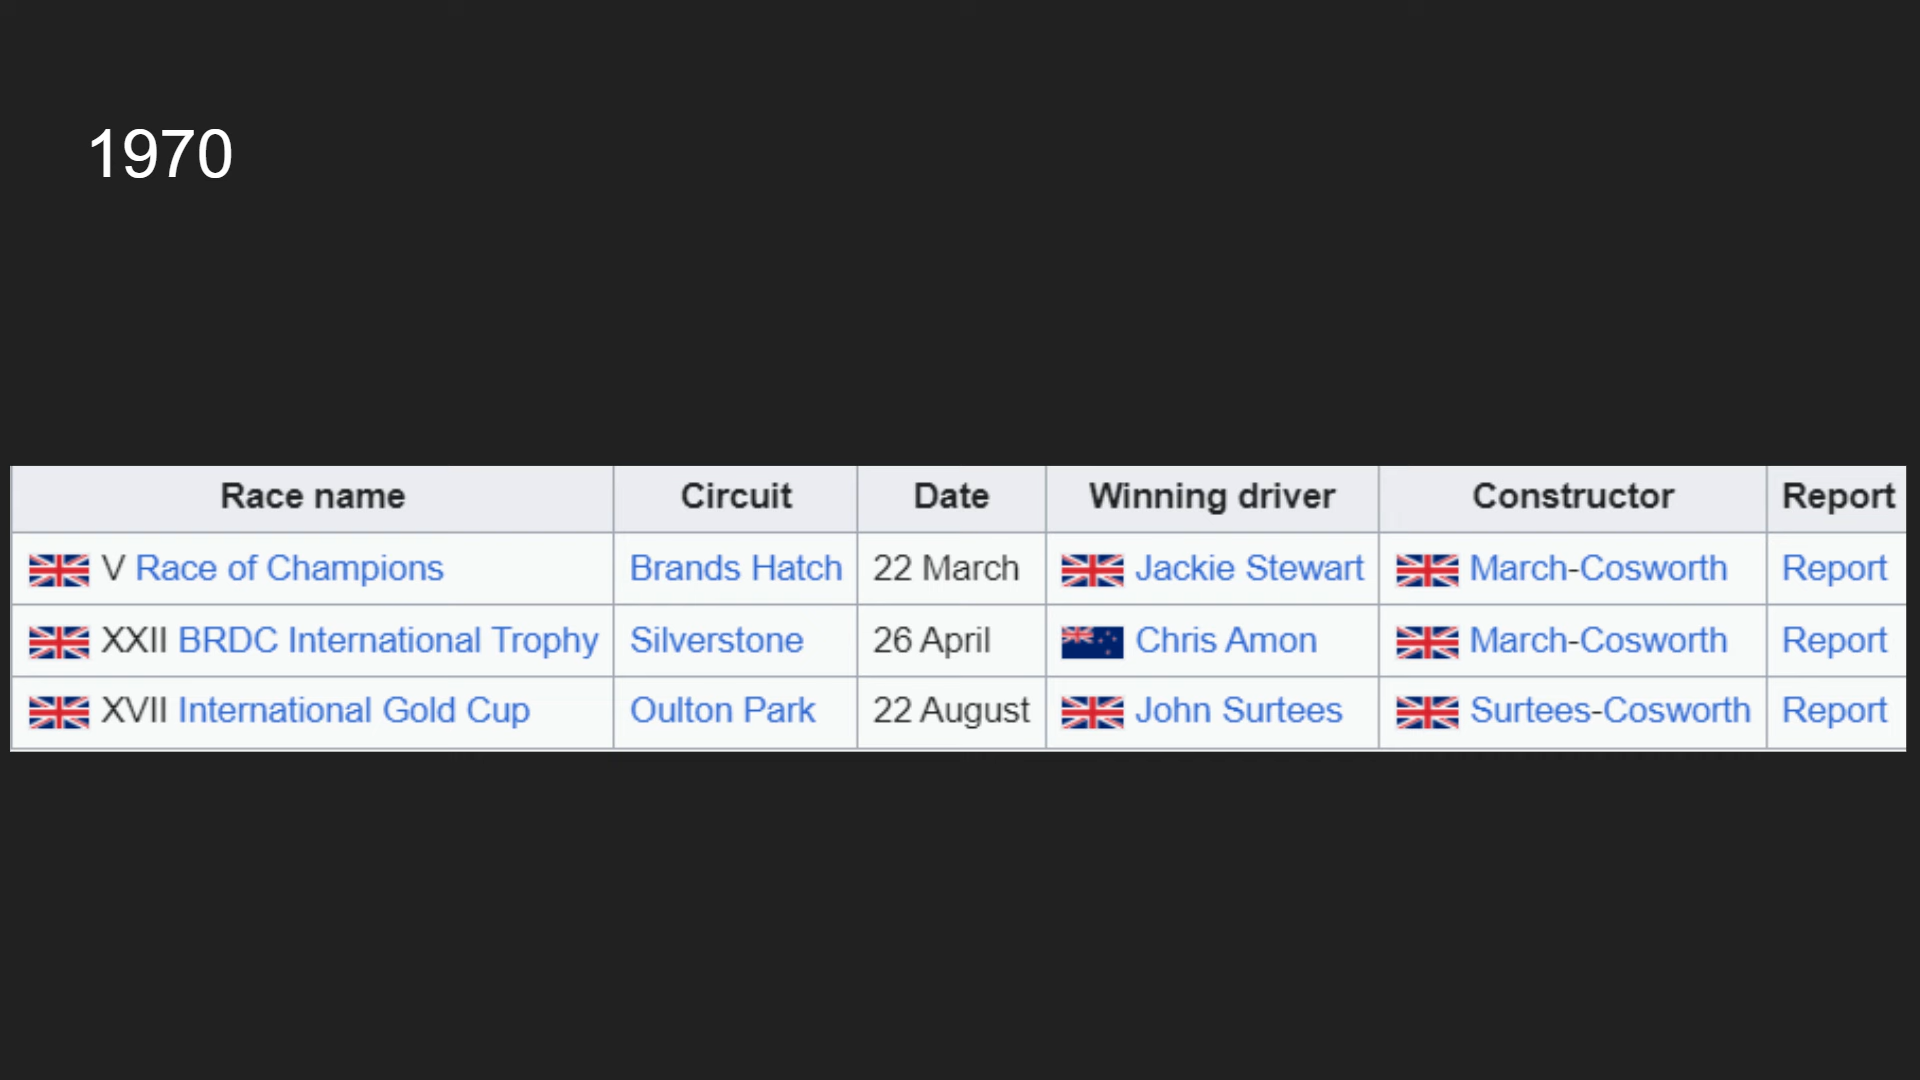 1970
Race name Circuit Date Winning driver Constructor Report
V Race of Champions Brands Hatch 22 March Jackie Stewart March-Cosworth Report
XXII BRDC International Trophy Silverstone 26 April Chris Amon March-Cosworth Report
XVII International Gold Cup Oulton Park 22 August John Surtees Surtees-Cosworth Report